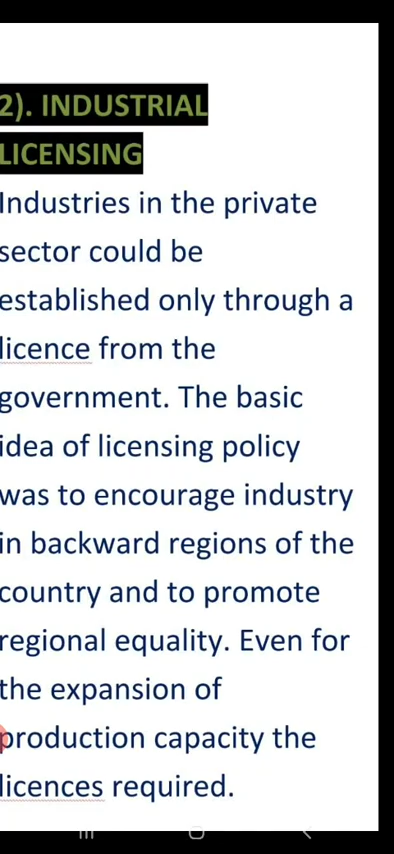 2). INDUSTRIAL
LICENSING
Industries in the private
sector could be
established only through a
licence from the
government. The basic
idea of licensing policy
was to encourage industry
in backward regions of the
country and to promote
regional equality. Even for
the expansion of
production capacity the
licences required.